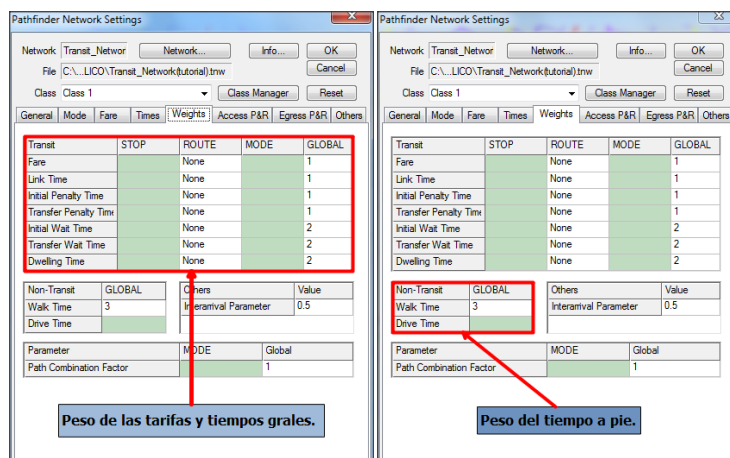 Pathfinder Network Settings
Network Transit_Networ Network... Info... OK
File C:\...LICO\Transit_Network(tutorial).tnw Cancel
Class Class 1 Class Manager Reset
General Mode Fare Times Weights Access P&R Egress P&R Others
Transit STOP ROUTE MODE GLOBAL
Fare None 1
Link Time None 1
Initial Penalty Time None 1
Transfer Penalty Time None 1
Initial Wait Time None 2
Transfer Wait Time None 2
Dwelling Time None 2
Non-Transit GLOBAL Others Value
Walk Time 3 Interarrival Parameter 0.5
Drive Time
Parameter MODE Global
Path Combination Factor 1
Peso de las tarifas y tiempos grales.
Pathfinder Network Settings
Network Transit_Networ Network... Info... OK
File C:\...LICO\Transit_Network(tutorial).tnw Cancel
Class Class 1 Class Manager Reset
General Mode Fare Times Weights Access P&R Egress P&R Others
Transit STOP ROUTE MODE GLOBAL
Fare None 1
Link Time None 1
Initial Penalty Time None 1
Transfer Penalty Time None 1
Initial Wait Time None 2
Transfer Wait Time None 2
Dwelling Time None 2
Non-Transit GLOBAL Others Value
Walk Time 3 Interarrival Parameter 0.5
Drive Time
Parameter MODE Global
Path Combination Factor 1
Peso del tiempo a pie.